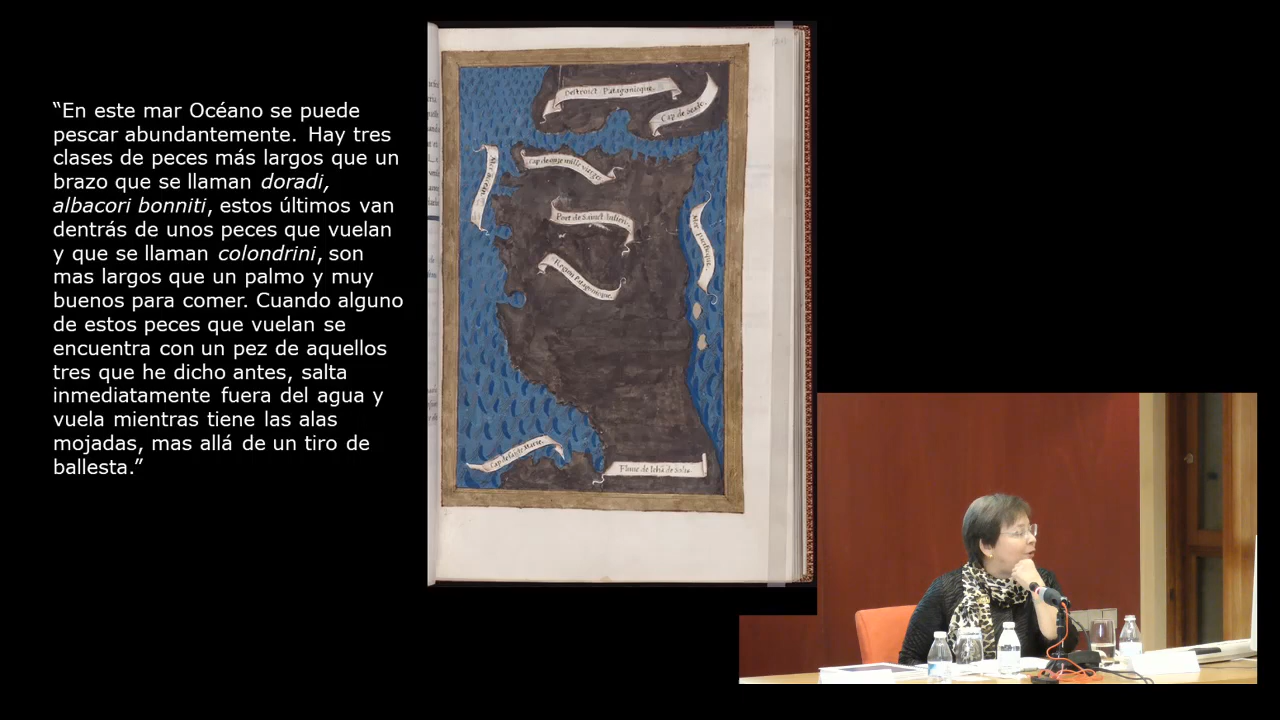 “En este mar Océano se puede
pescar abundantemente. Hay tres
clases de peces más largos que un
brazo que se llaman doradi,
albacori bonniti, estos últimos van
dentrás de unos peces que vuelan
y que se llaman colondrini, son
mas largos que un palmo y muy
buenos para comer. Cuando alguno
de estos peces que vuelan se
encuentra con un pez de aquellos
tres que he dicho antes, salta
inmediatamente fuera del agua y
vuela mientras tiene las alas
mojadas, mas allá de un tiro de
ballesta.”
Destroict Patagonique.
Mer occean.
Port de Sainct Julien.
Region Patagonique.